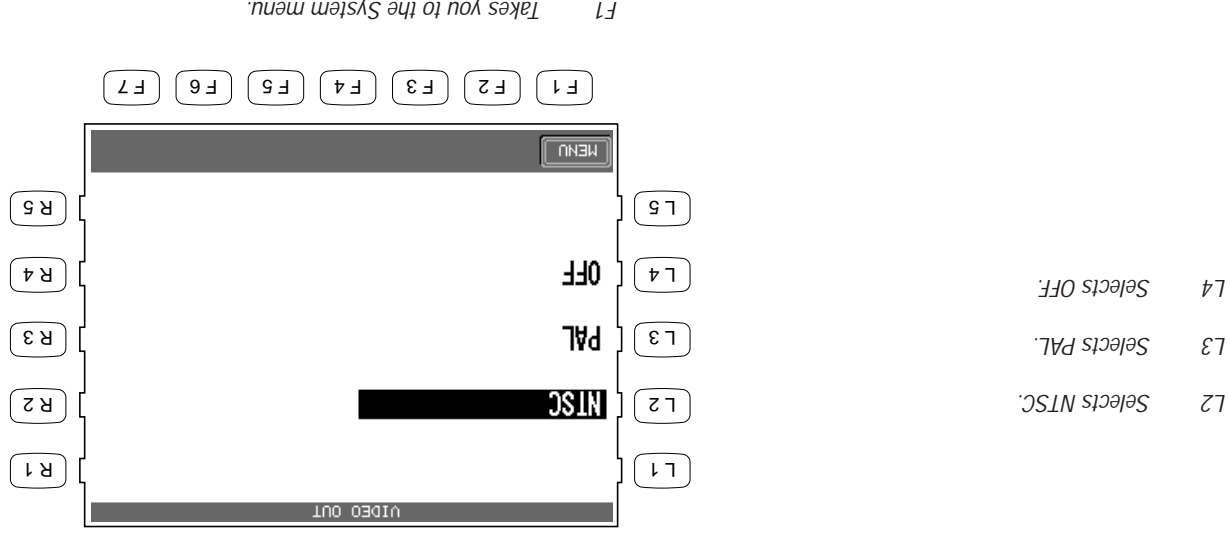 VIDEO OUT
L1 R1
L2 Selects NTSC. L2 NTSC R2
L3 Selects PAL. L3 PAL R3
L4 Selects OFF. L4 OFF R4
L5 R5
MENU
F1 F2 F3 F4 F5 F6 F7
F1 Takes you to the System menu.